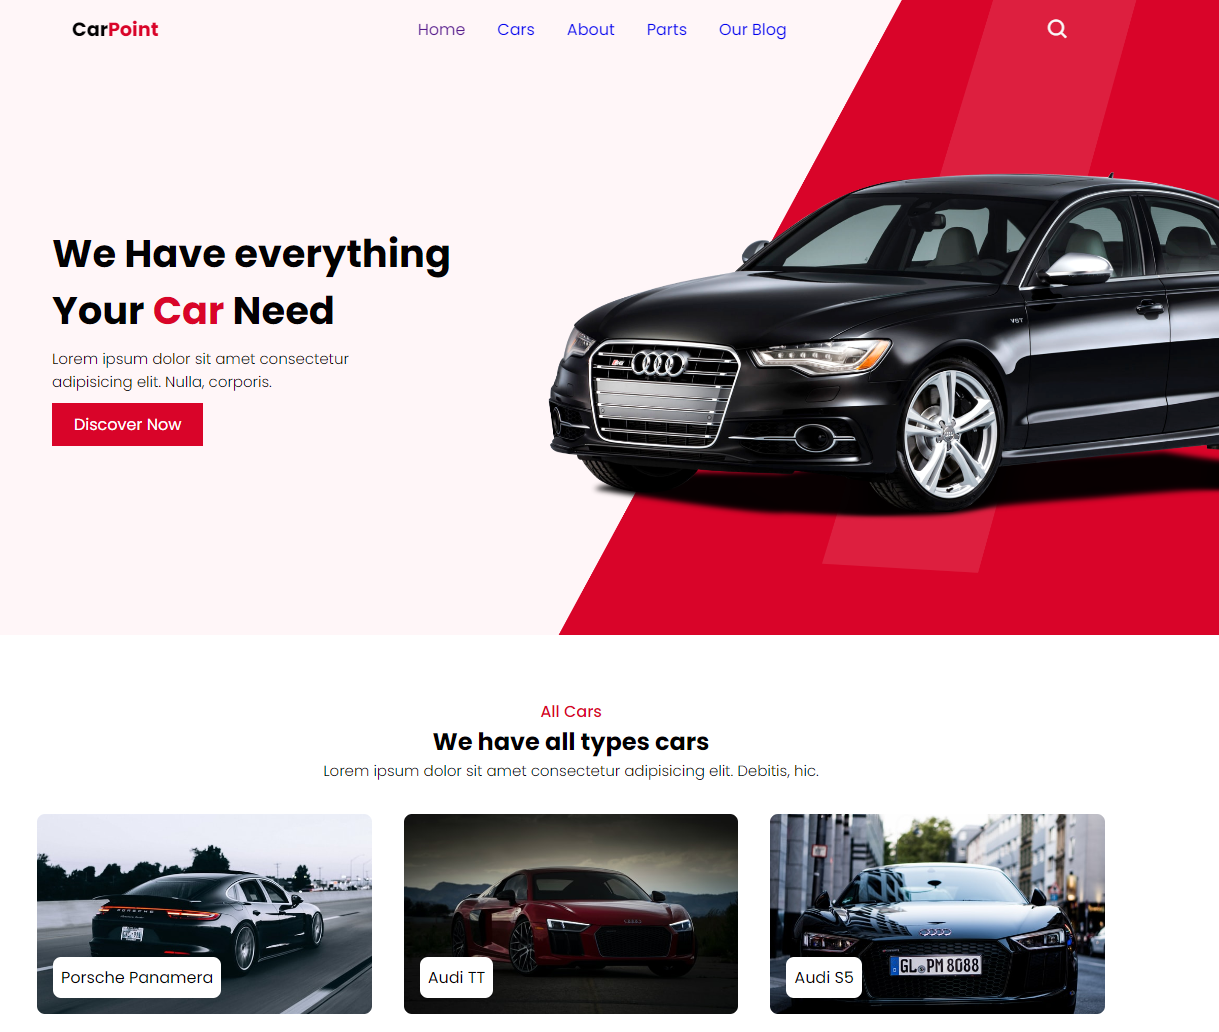 CarPoint
Home Cars About Parts Our Blog
We Have everything
Your Car Need
Lorem ipsum dolor sit amet consectetur
adipisicing elit. Nulla, corporis.
Discover Now
V6T
All Cars
We have all types cars
Lorem ipsum dolor sit amet consectetur adipisicing elit. Debitis, hic.
PORSCHE
Porsche Panamera
Audi TT
GL PM 8088
Audi S5